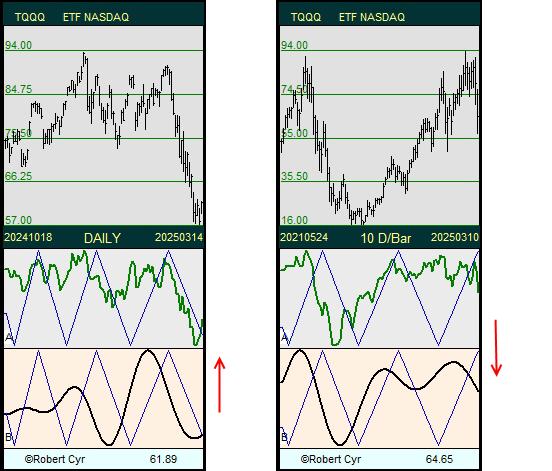 TQQQ ETF NASDAQ
94.00
84.75
75.50
66.25
57.00
20241018 DAILY 20250314
A
B
©Robert Cyr 61.89
TQQQ ETF NASDAQ
94.00
74.50
55.00
35.50
16.00
20210524 10 D/Bar 20250310
A
B
©Robert Cyr 64.65